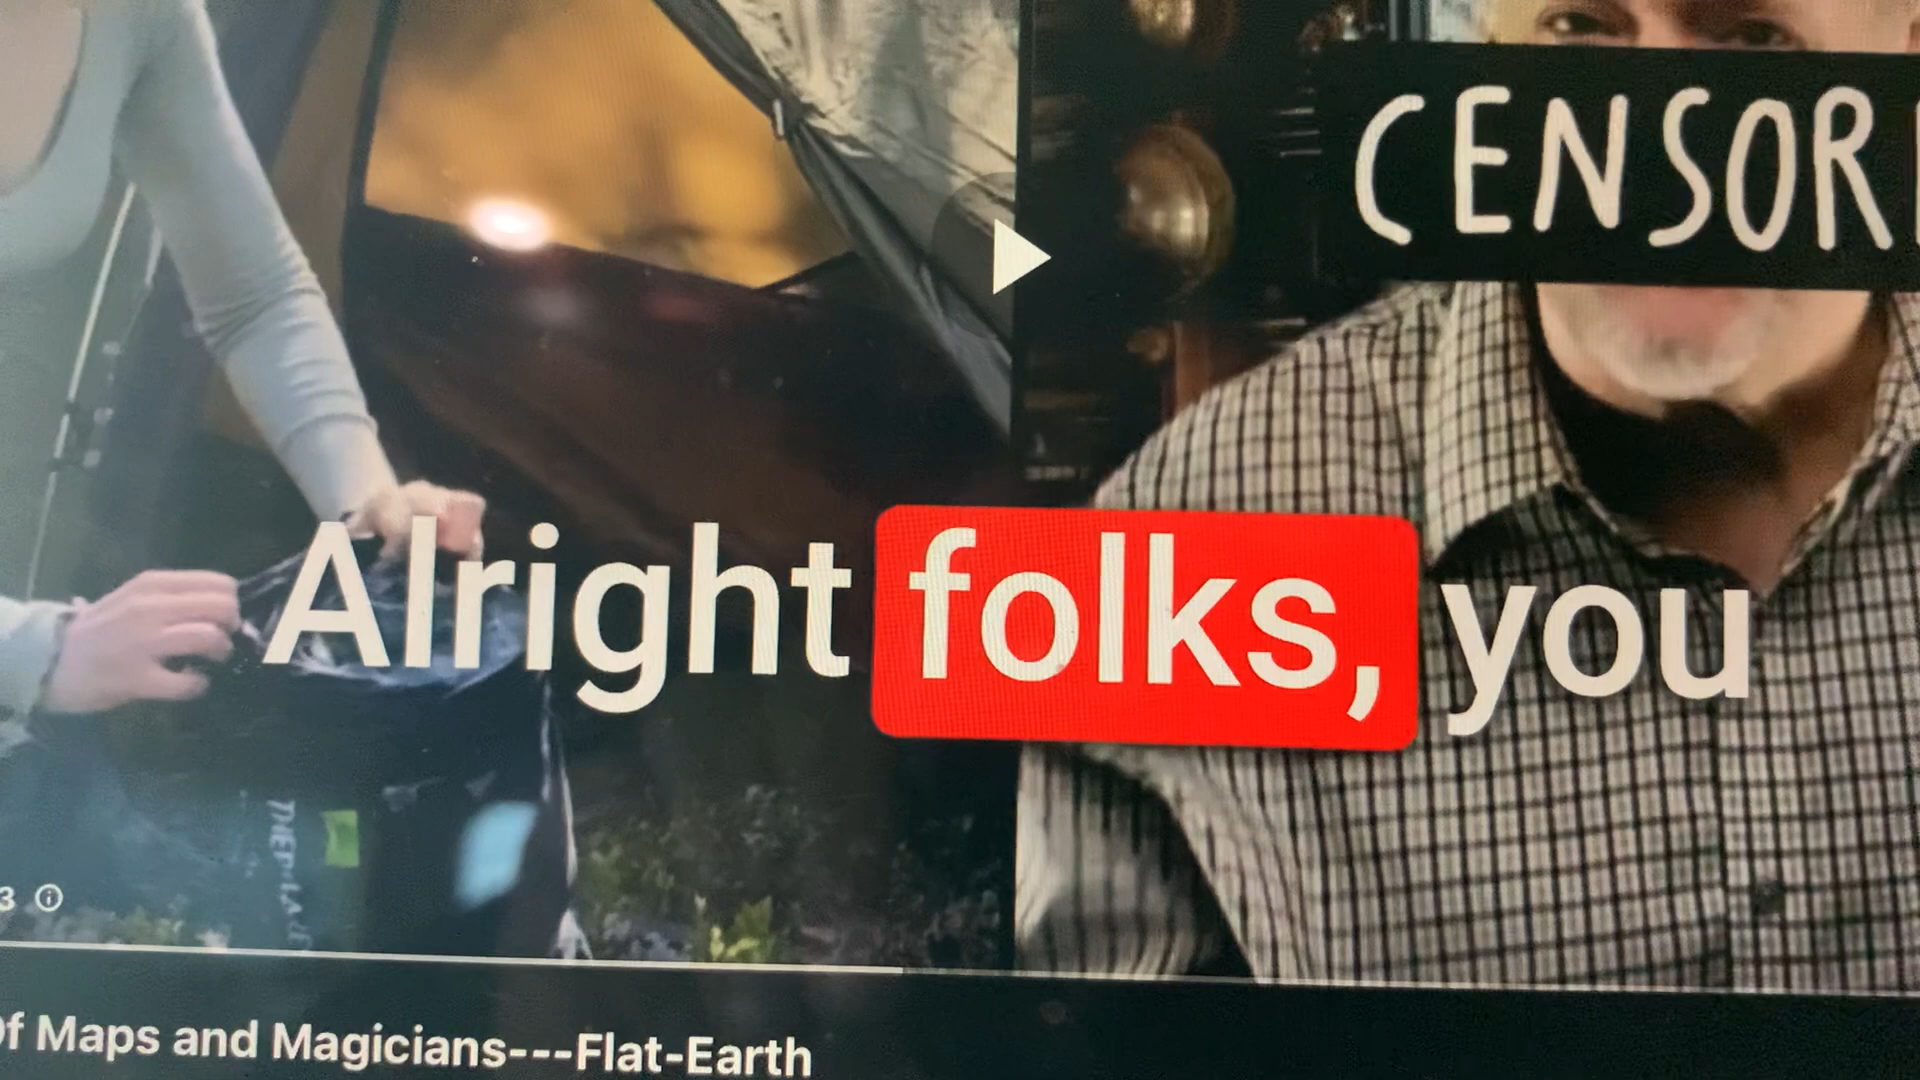 CENSOR
Alright folks, you
3
Of Maps and Magicians---Flat-Earth